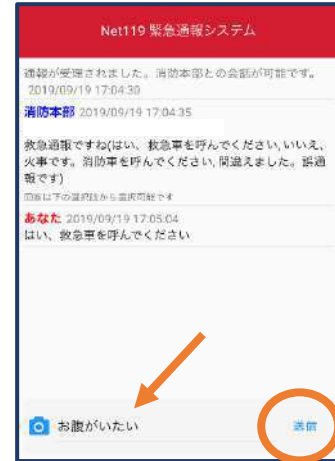 Net119 緊急通報システム
通報が受理されました。消防本部との会話が可能です。
2019/09/19 17:04:30
消防本部 2019/09/19 17:04:35
救急通報ですね(はい、救急車を呼んでください,いいえ、
火事です。消防車を呼んでください,間違えました。誤通
報です)
回答は下の選択肢から選択可能です
あなた 2019/09/19 17:05:04
はい、救急車を呼んでください
お腹がいたい
送信